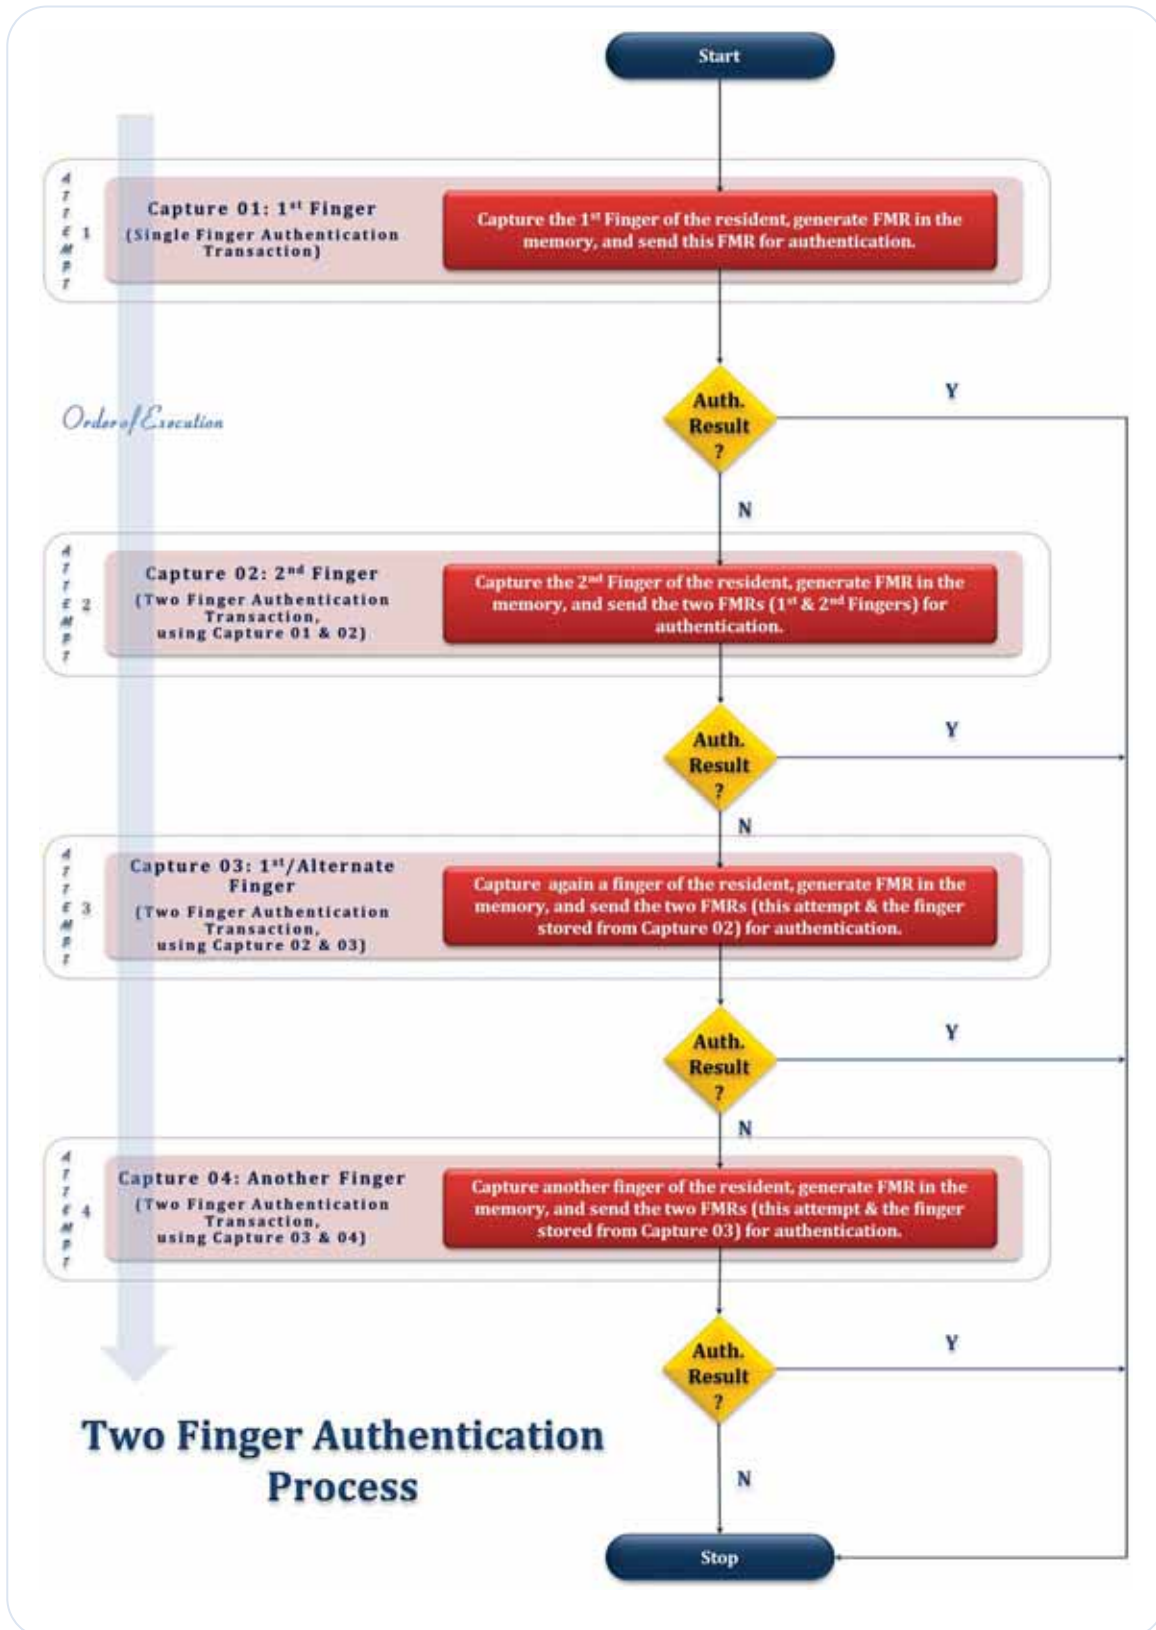 Start
ATTEMPT 1
Capture 01: 1st Finger
(Single Finger Authentication
Transaction)
Capture the 1st Finger of the resident, generate FMR in the
memory, and send this FMR for authentication.
Order of Execution
Auth.
Result
?
Y
N
ATTEMPT 2
Capture 02: 2nd Finger
(Two Finger Authentication
Transaction,
using Capture 01 & 02)
Capture the 2nd Finger of the resident, generate FMR in the
memory, and send the two FMRs (1st & 2nd Fingers) for
authentication.
Auth.
Result
?
Y
N
ATTEMPT 3
Capture 03: 1st/Alternate
Finger
(Two Finger Authentication
Transaction,
using Capture 02 & 03)
Capture again a finger of the resident, generate FMR in the
memory, and send the two FMRs (this attempt & the finger
stored from Capture 02) for authentication.
Auth.
Result
?
Y
N
ATTEMPT 4
Capture 04: Another Finger
(Two Finger Authentication
Transaction,
using Capture 03 & 04)
Capture another finger of the resident, generate FMR in the
memory, and send the two FMRs (this attempt & the finger
stored from Capture 03) for authentication.
Auth.
Result
?
Y
N
Two Finger Authentication
Process
Stop